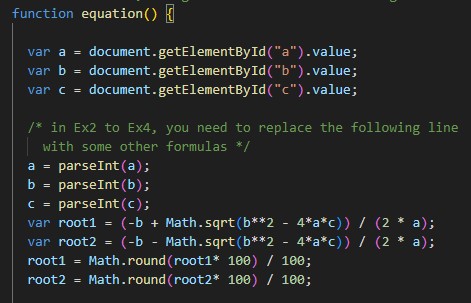 function equation() {
var a = document.getElementById("a").value;
var b = document.getElementById("b").value;
var c = document.getElementById("c").value;
/* in Ex2 to Ex4, you need to replace the following line
with some other formulas */
a = parseInt(a);
b = parseInt(b);
c = parseInt(c);
var root1 = (-b + Math.sqrt(b**2 - 4*a*c)) / (2 * a);
var root2 = (-b - Math.sqrt(b**2 - 4*a*c)) / (2 * a);
root1 = Math.round(root1* 100) / 100;
root2 = Math.round(root2* 100) / 100;